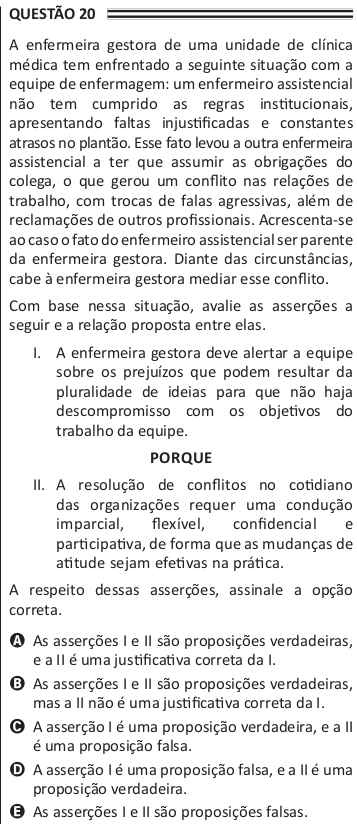 QUESTÃO 20
A enfermeira gestora de uma unidade de clínica
médica tem enfrentado a seguinte situação com a
equipe de enfermagem: um enfermeiro assistencial
não tem cumprido as regras institucionais,
apresentando faltas injustificadas e constantes
atrasos no plantão. Esse fato levou a outra enfermeira
assistencial a ter que assumir as obrigações do
colega, o que gerou um conflito nas relações de
trabalho, com trocas de falas agressivas, além de
reclamações de outros profissionais. Acrescenta-se
ao caso o fato do enfermeiro assistencial ser parente
da enfermeira gestora. Diante das circunstâncias,
cabe à enfermeira gestora mediar esse conflito.
Com base nessa situação, avalie as asserções a
seguir e a relação proposta entre elas.
I. A enfermeira gestora deve alertar a equipe
sobre os prejuízos que podem resultar da
pluralidade de ideias para que não haja
descompromisso com os objetivos do
trabalho da equipe.
PORQUE
II. A resolução de conflitos no cotidiano
das organizações requer uma condução
imparcial, flexível, confidencial e
participativa, de forma que as mudanças de
atitude sejam efetivas na prática.
A respeito dessas asserções, assinale a opção
correta.
A As asserções I e II são proposições verdadeiras,
e a II é uma justificativa correta da I.
B As asserções I e II são proposições verdadeiras,
mas a II não é uma justificativa correta da I.
C A asserção I é uma proposição verdadeira, e a II
é uma proposição falsa.
D A asserção I é uma proposição falsa, e a II é uma
proposição verdadeira.
E As asserções I e II são proposições falsas.